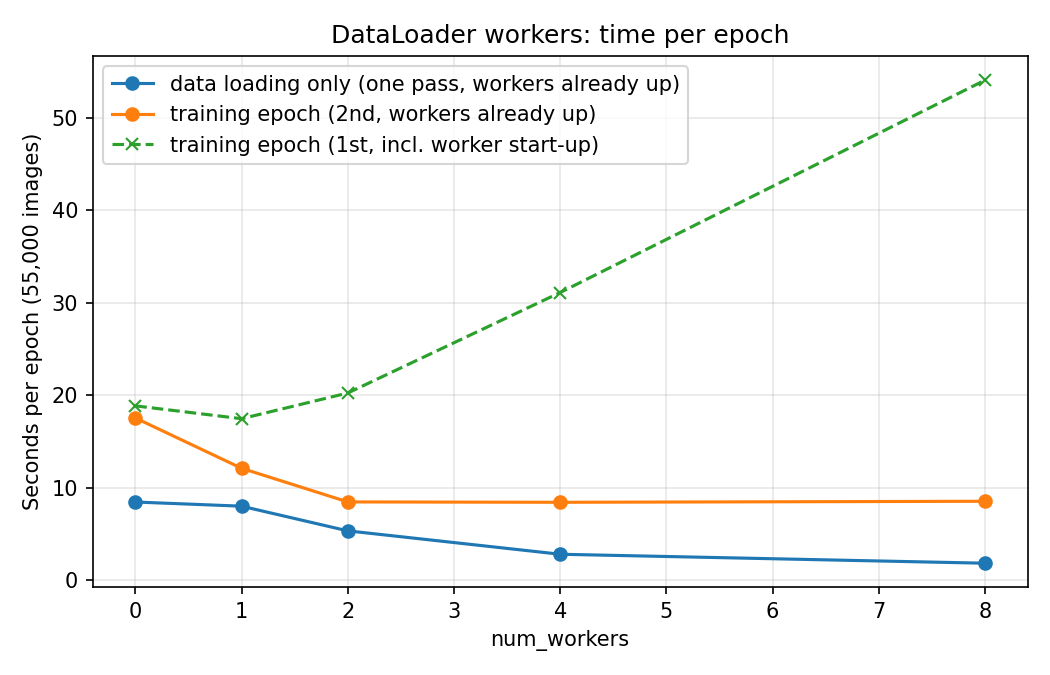 DataLoader workers: time per epoch
data loading only (one pass, workers already up)
training epoch (2nd, workers already up)
training epoch (1st, incl. worker start-up)
Seconds per epoch (55,000 images)
50
40
30
20
10
0
0 1 2 3 4 5 6 7 8
num_workers